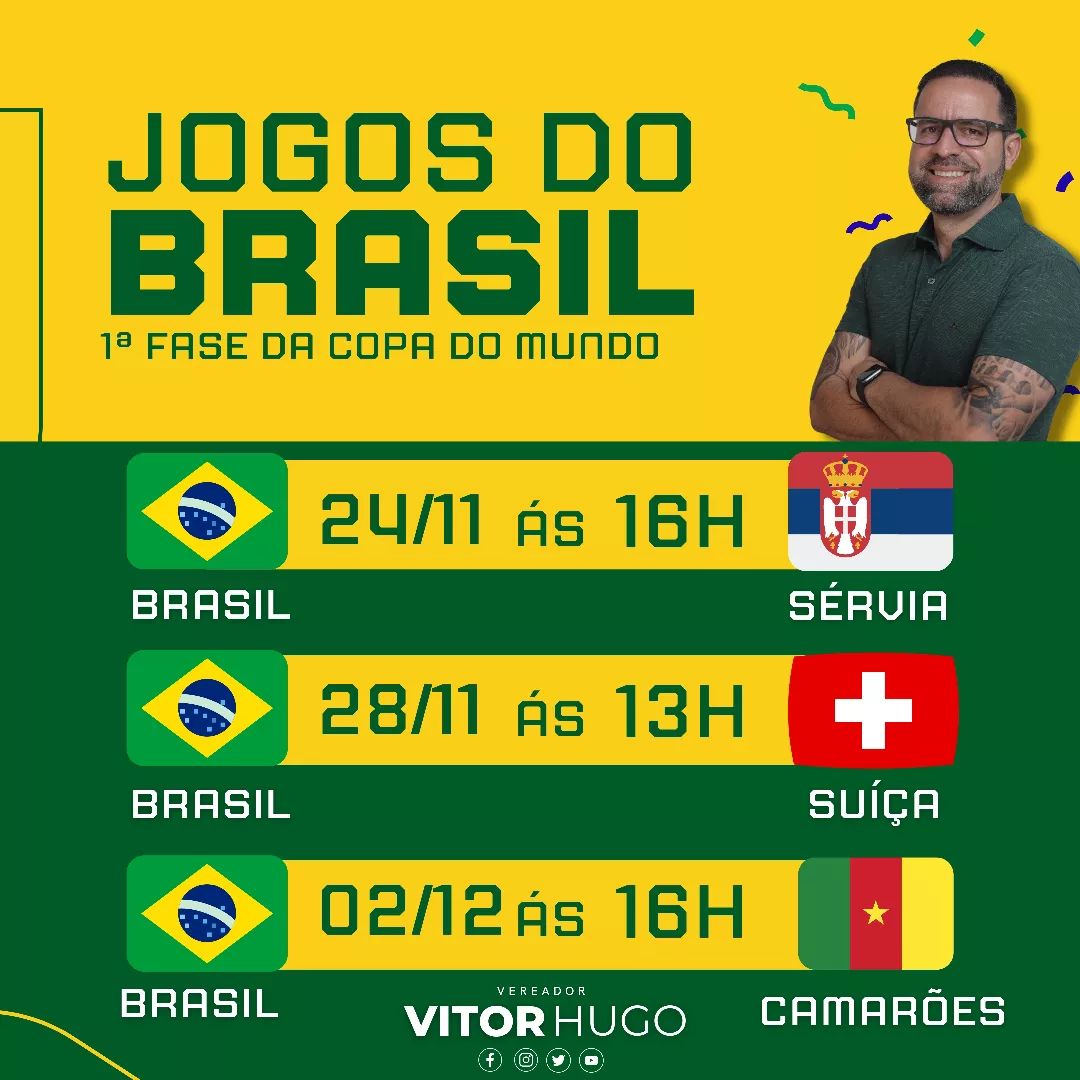 JOGOS DO
BRASIL
1ª FASE DA COPA DO MUNDO
24/11 ÁS 16H
BRASIL SÉRVIA
28/11 ÁS 13H
BRASIL SUÍÇA
02/12 ÁS 16H
BRASIL CAMARÕES
VEREADOR
VITOR HUGO